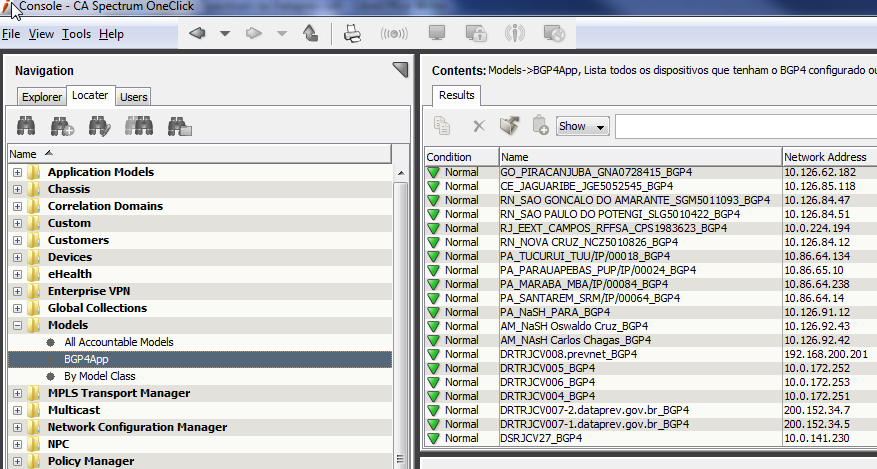 Console - CA Spectrum OneClick
File View Tools Help
Navigation
Explorer Locater Users
Name
Application Models
Chassis
Correlation Domains
Custom
Customers
Devices
eHealth
Enterprise VPN
Global Collections
Models
All Accountable Models
BGP4App
By Model Class
MPLS Transport Manager
Multicast
Network Configuration Manager
NPC
Policy Manager
Contents: Models->BGP4App, Lista todos os dispositivos que tenham o BGP4 configurado ou
Results
Show
Condition Name Network Address
Normal GO_PIRACANJUBA_GNA0728415_BGP4 10.126.62.182
Normal CE_JAGUARIBE_JGE5052545_BGP4 10.126.85.118
Normal RN_SAO GONCALO DO AMARANTE_SGM5011093_BGP4 10.126.84.47
Normal RN_SAO PAULO DO POTENGI_SLG5010422_BGP4 10.126.84.51
Normal RJ_EEXT_CAMPOS_RFFSA_CPS1983623_BGP4 10.0.224.194
Normal RN_NOVA CRUZ_NCZ5010826_BGP4 10.126.84.12
Normal PA_TUCURUI_TUU/IP/00018_BGP4 10.86.64.134
Normal PA_PARAUAPEBAS_PUP/IP/00024_BGP4 10.86.65.10
Normal PA_MARABA_MBA/IP/00084_BGP4 10.86.64.238
Normal PA_SANTAREM_SRM/IP/00064_BGP4 10.86.64.14
Normal PA_NaSH_PARA_BGP4 10.126.91.12
Normal AM_NaSH Oswaldo Cruz_BGP4 10.126.92.43
Normal AM_NAsH Carlos Chagas_BGP4 10.126.92.42
Normal DRTRJCV008.prevnet_BGP4 192.168.200.201
Normal DRTRJCV005_BGP4 10.0.172.252
Normal DRTRJCV006_BGP4 10.0.172.253
Normal DRTRJCV004_BGP4 10.0.172.251
Normal DRTRJCV007-2.dataprev.gov.br_BGP4 200.152.34.7
Normal DRTRJCV007-1.dataprev.gov.br_BGP4 200.152.34.5
Normal DSRJCV27_BGP4 10.0.141.230